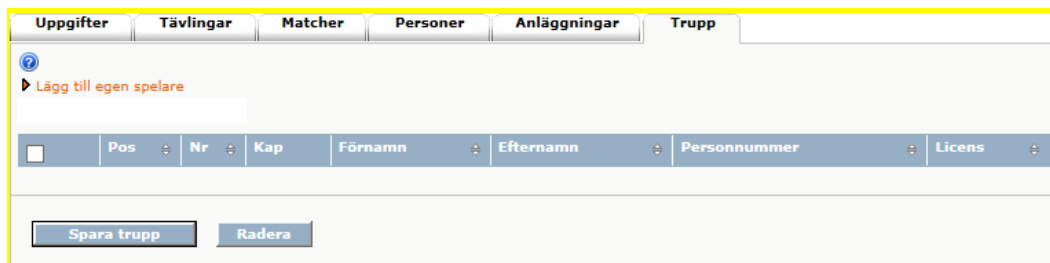 Uppgifter Tävlingar Matcher Personer Anläggningar Trupp
?
Lägg till egen spelare
Pos Nr Kap Förnamn Efternamn Personnummer Licens
Spara trupp Radera